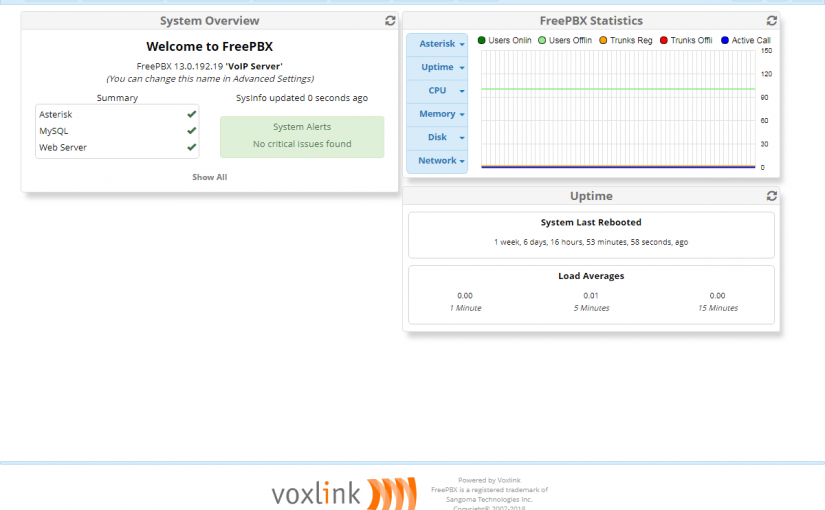 System Overview
Welcome to FreePBX
FreePBX 13.0.192.19 'VoIP Server'
(You can change this name in Advanced Settings)
Summary
Asterisk
MySQL
Web Server
SysInfo updated 0 seconds ago
System Alerts
No critical issues found
Show All
FreePBX Statistics
Asterisk
Uptime
CPU
Memory
Disk
Network
Users Onlin Users Offlin Trunks Reg Trunks Offli Active Call
150
120
90
60
30
0
Uptime
System Last Rebooted
1 week, 6 days, 16 hours, 53 minutes, 58 seconds, ago
Load Averages
0.00 0.01 0.00
1 Minute 5 Minutes 15 Minutes
voxlink
Powered by Voxlink
FreePBX is a registered trademark of
Sangoma Technologies Inc.
Copyright© 2007-2018